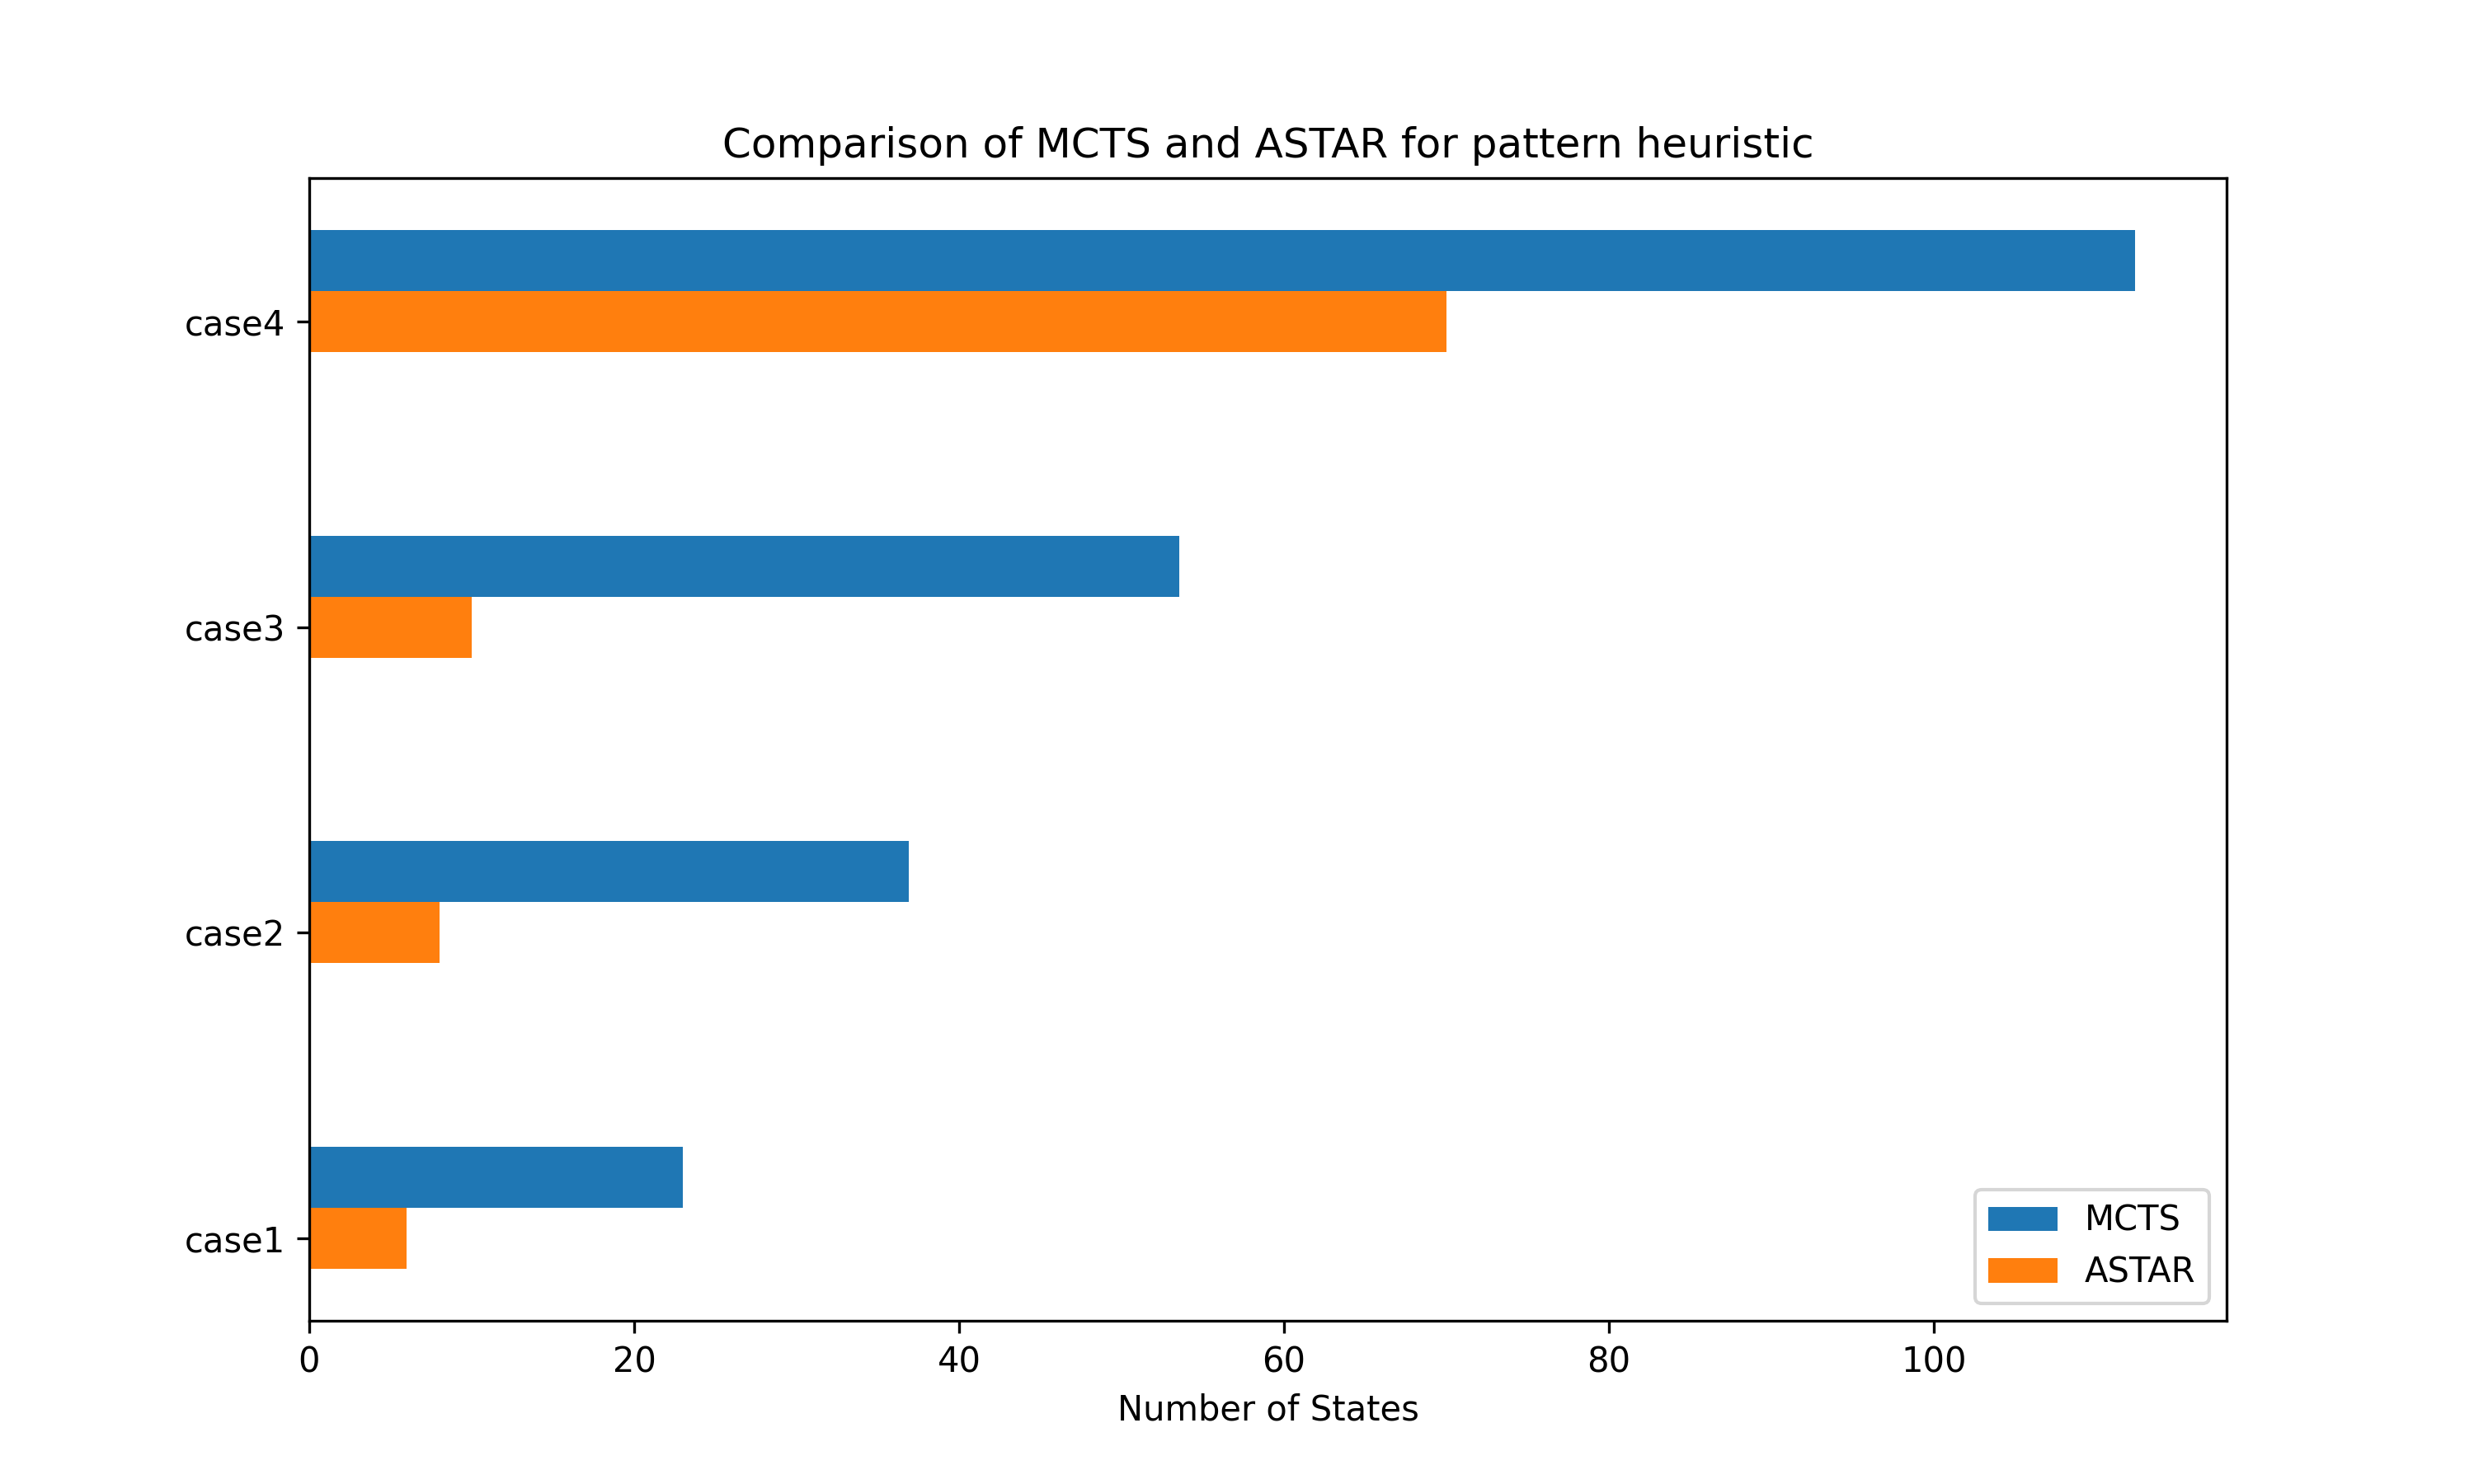 Comparison of MCTS and ASTAR for pattern heuristic
case4
case3
case2
case1
MCTS
ASTAR
0 20 40 60 80 100
Number of States